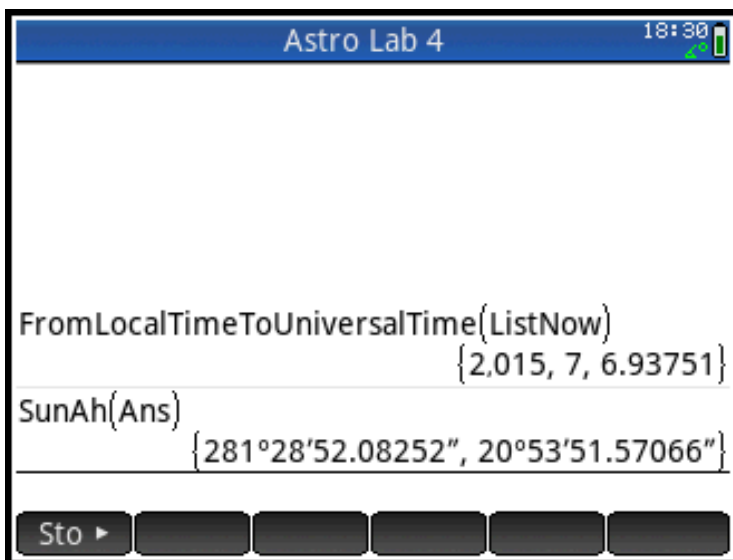 Astro Lab 4
18:30
∡°
FromLocalTimeToUniversalTime(ListNow)
{2,015, 7, 6.93751}
SunAh(Ans)
{281°28′52.08252″, 20°53′51.57066″}
Sto ►